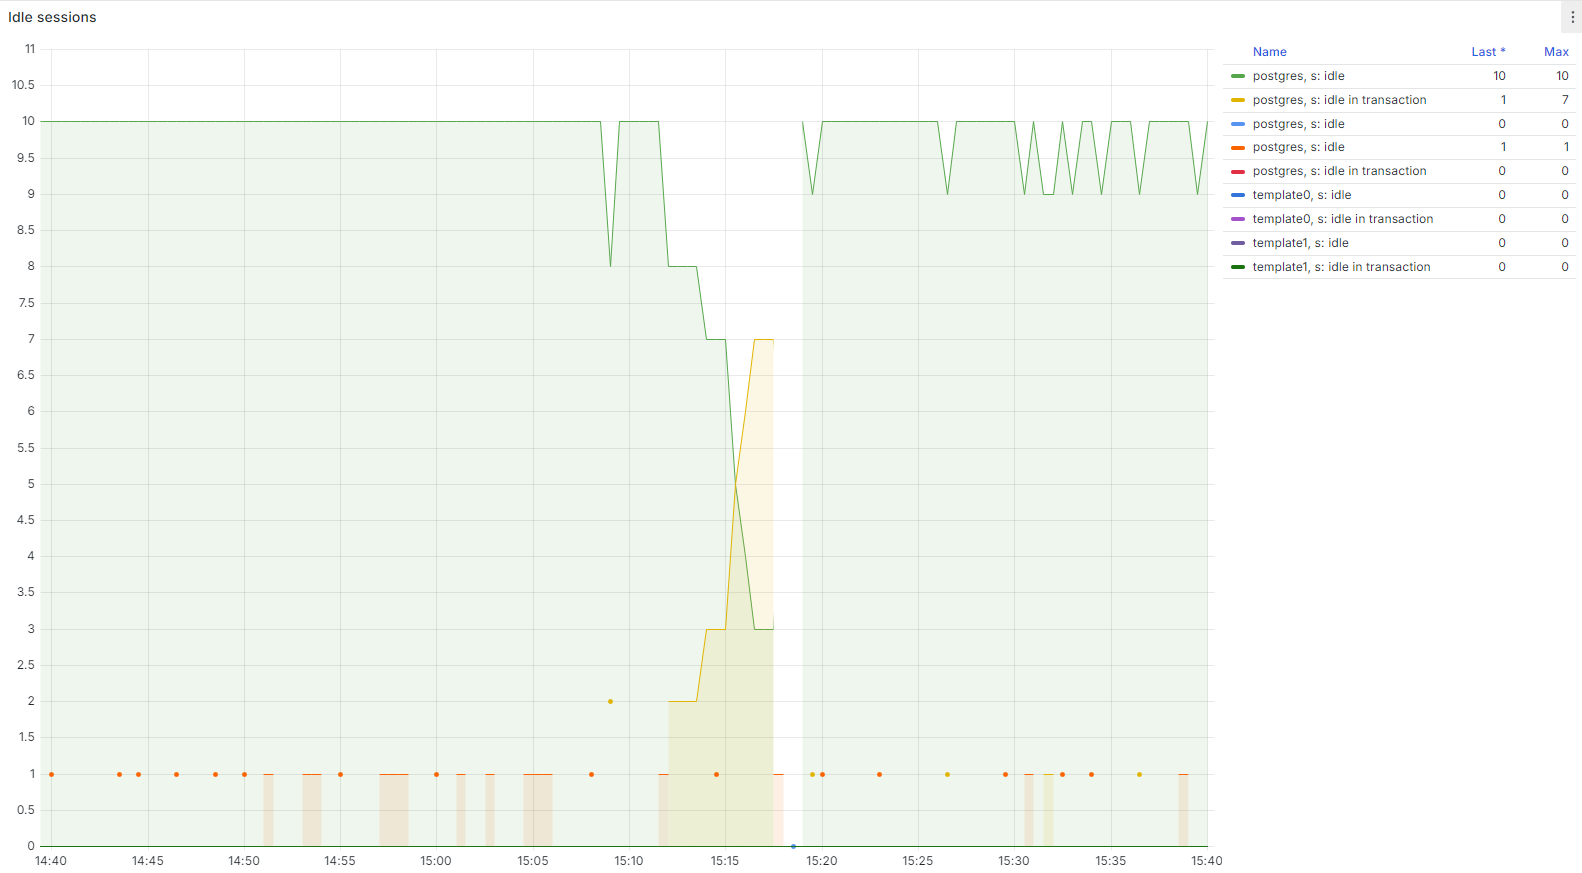 Idle sessions
11
10.5
10
9.5
9
8.5
8
7.5
7
6.5
6
5.5
5
4.5
4
3.5
3
2.5
2
1.5
1
0.5
0
14:40 14:45 14:50 14:55 15:00 15:05 15:10 15:15 15:20 15:25 15:30 15:35 15:40
Name Last * Max
postgres, s: idle 10 10
postgres, s: idle in transaction 1 7
postgres, s: idle 0 0
postgres, s: idle 1 1
postgres, s: idle in transaction 0 0
template0, s: idle 0 0
template0, s: idle in transaction 0 0
template1, s: idle 0 0
template1, s: idle in transaction 0 0